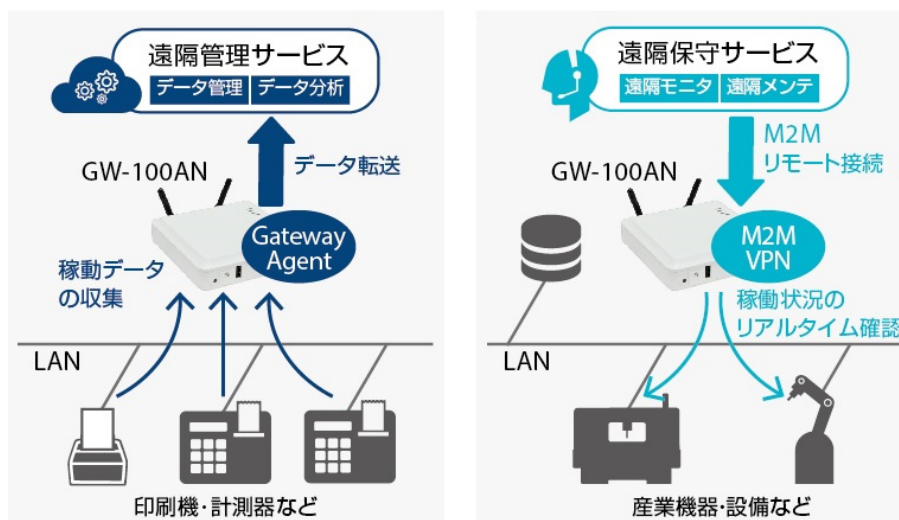 遠隔管理サービス
データ管理 データ分析
データ転送
GW-100AN
Gateway
Agent
稼動データ
の収集
LAN
印刷機・計測器など
遠隔保守サービス
遠隔モニタ 遠隔メンテ
M2M
リモート接続
GW-100AN
M2M
VPN
稼働状況の
リアルタイム確認
LAN
産業機器・設備など